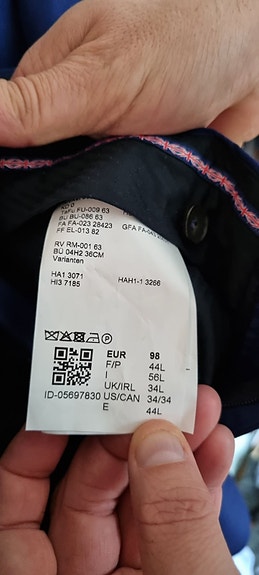 TaFu FU-009 63
BU BU-086 63
FA FA-023 28423
FF EL-013 82
RV RM-001 63
BÜ 04H2 36CM
Varianten
HA1 3071
HI3 7185
HAH1-1 3266
EUR 98
F/P 44L
I 56L
UK/IRL 34L
US/CAN 34/34
E 44L
ID-05697830